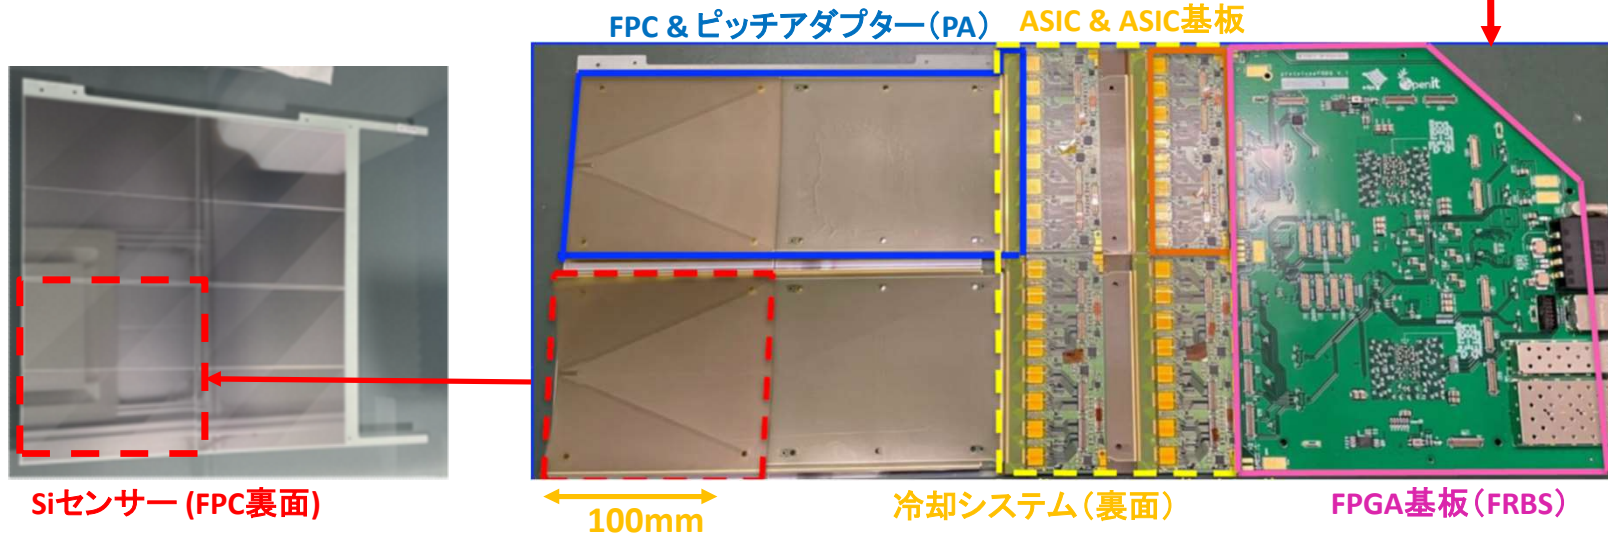 FPC & ピッチアダプター（PA）
ASIC & ASIC基板
OpenIt
Siセンサー (FPC裏面)
100mm
冷却システム（裏面）
FPGA基板（FRBS）